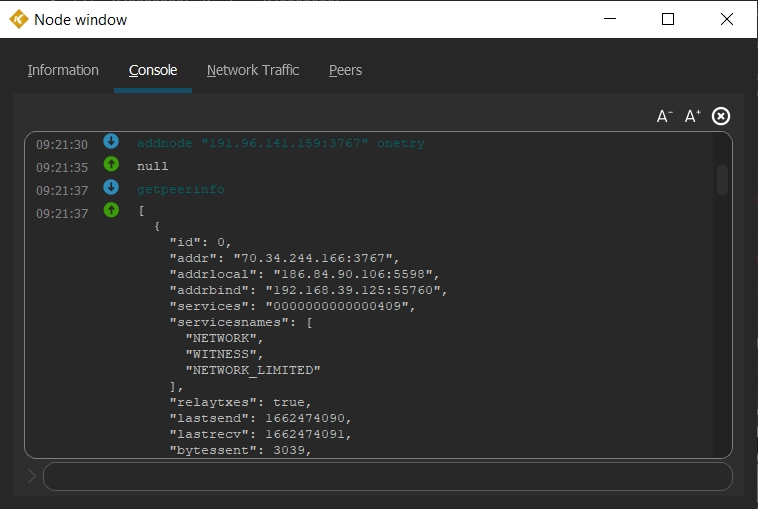 Node window
Information Console Network Traffic Peers
A⁻ A⁺
09:21:30 addnode "191.96.141.159:3767" onetry
09:21:35 null
09:21:37 getpeerinfo
09:21:37 [
{
"id": 0,
"addr": "70.34.244.166:3767",
"addrlocal": "186.84.90.106:5598",
"addrbind": "192.168.39.125:55760",
"services": "0000000000000409",
"servicesnames": [
"NETWORK",
"WITNESS",
"NETWORK_LIMITED"
],
"relaytxes": true,
"lastsend": 1662474090,
"lastrecv": 1662474091,
"bytessent": 3039,